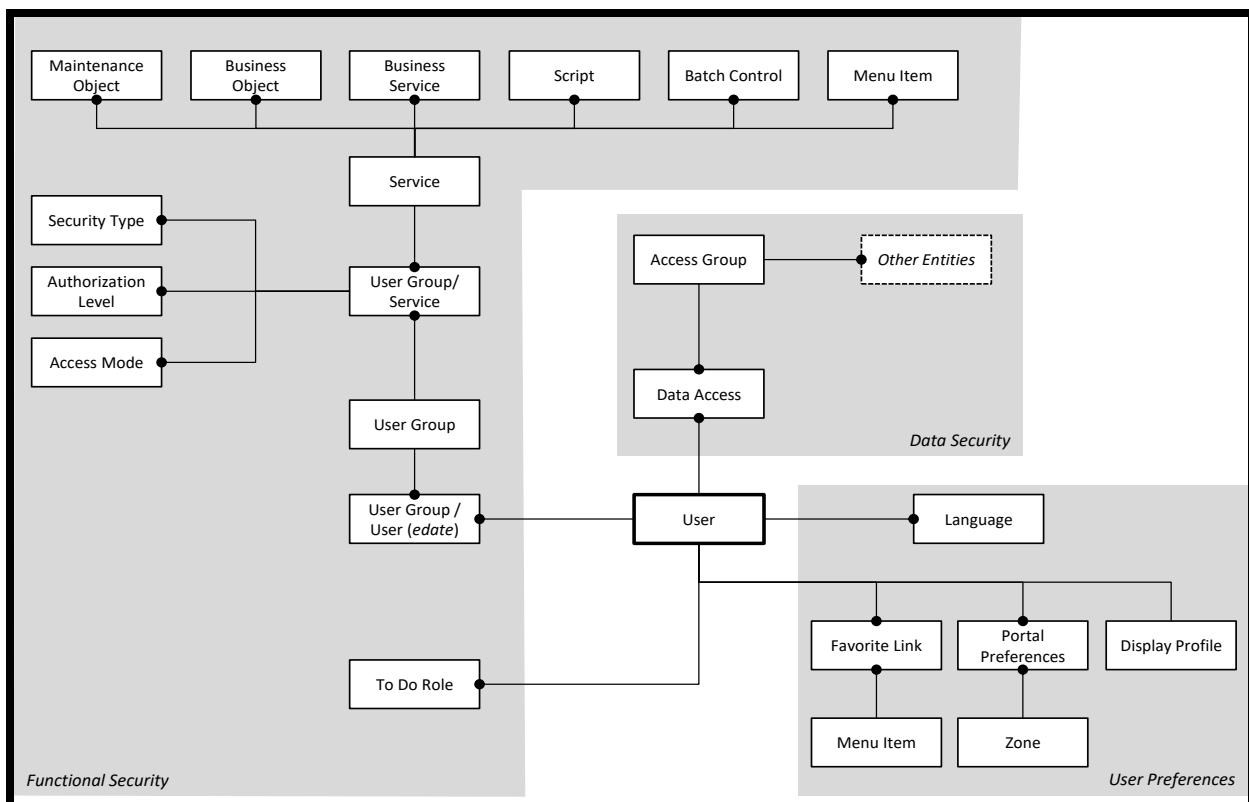 Maintenance
Object
Business
Object
Business
Service
Script
Batch Control
Menu Item
Service
Security Type
Authorization
Level
Access Mode
User Group/
Service
User Group
User Group /
User (edate)
To Do Role
Functional Security
Access Group
Other Entities
Data Access
Data Security
User
Language
Favorite Link
Portal
Preferences
Display Profile
Menu Item
Zone
User Preferences